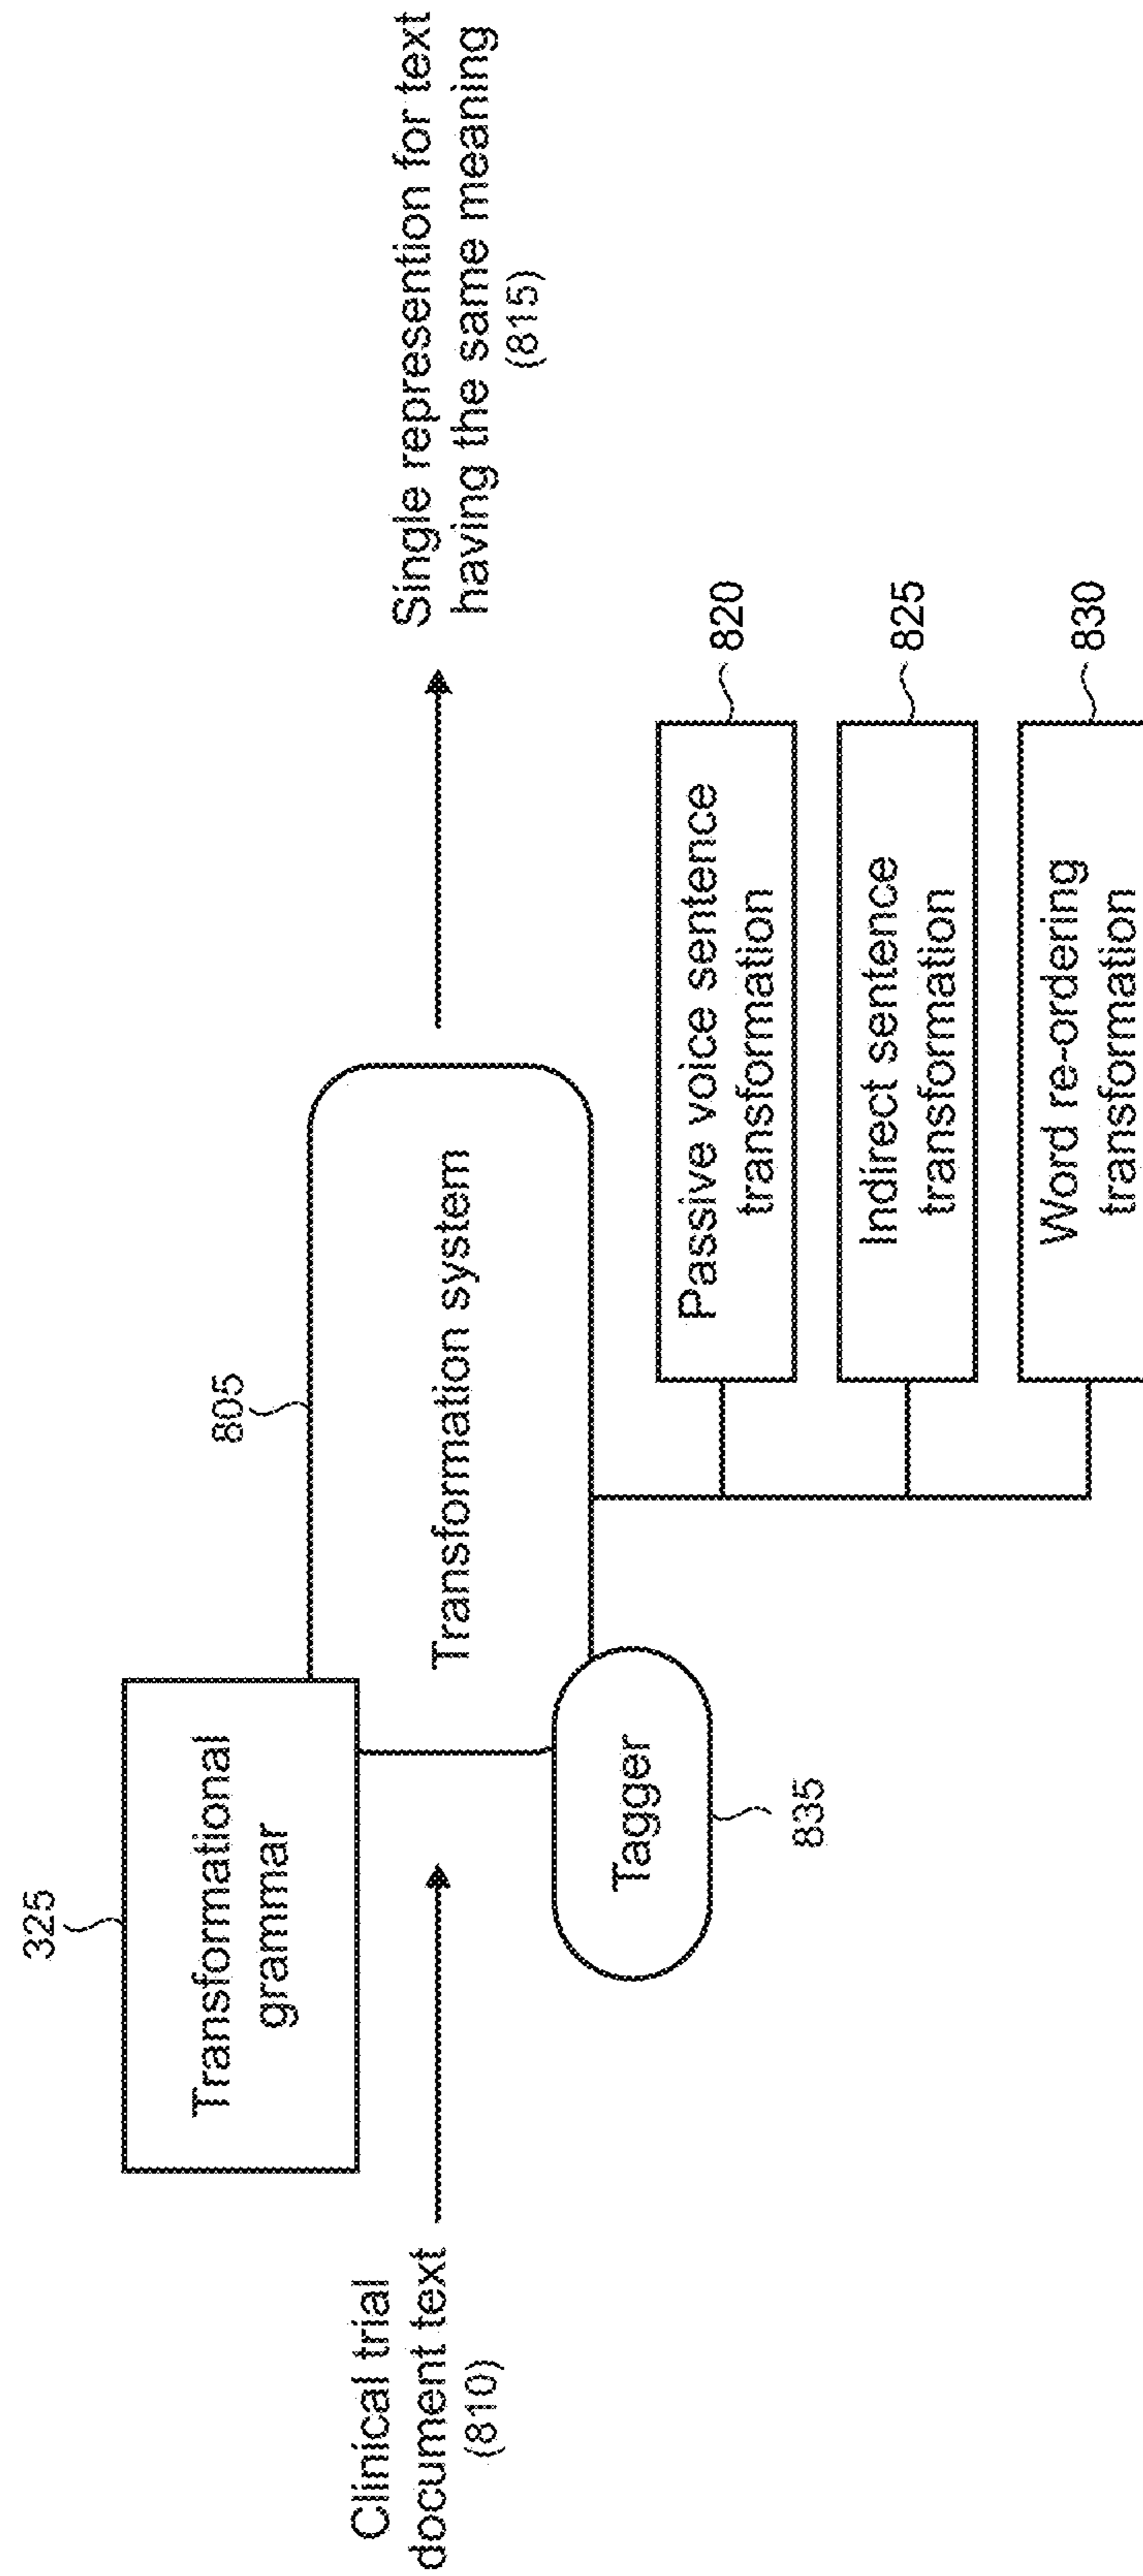 325
Transformational
grammar
805
Clinical trial
document text
(810)
Transformation system
Single represention for text
having the same meaning
(815)
Tagger
835
Passive voice sentence
transformation
820
Indirect sentence
transformation
825
Word re-ordering
transformation
830